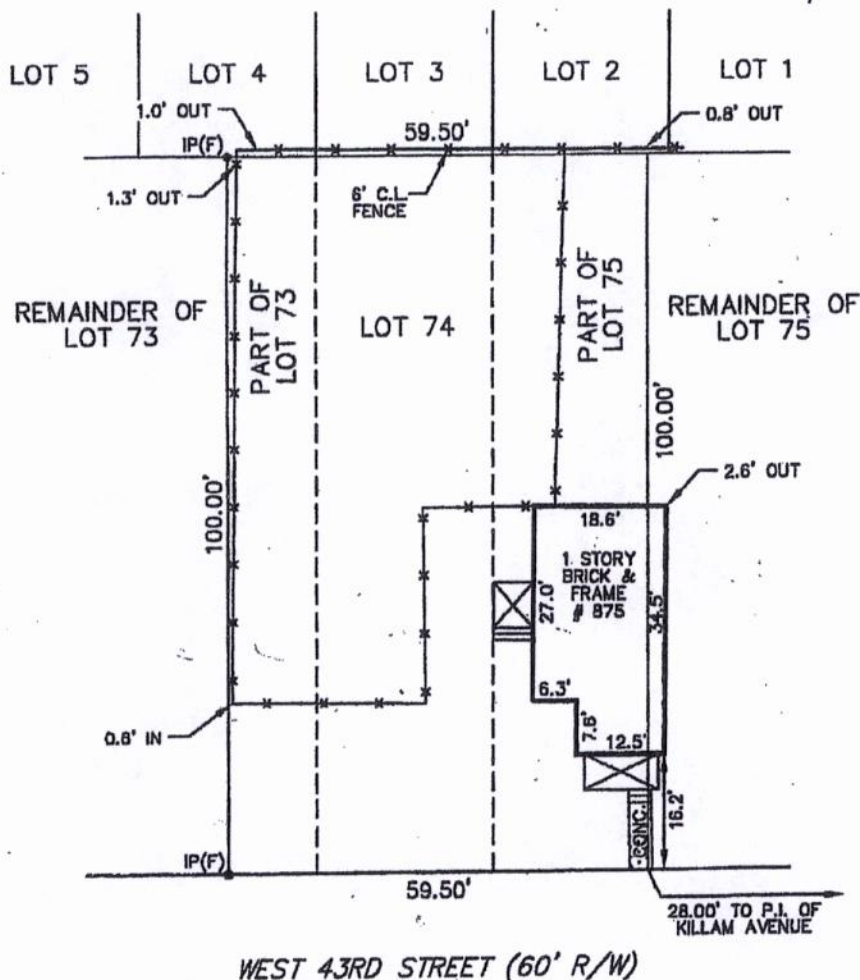 LOT 5
LOT 4
LOT 3
LOT 2
LOT 1
1.0' OUT
59.50'
0.8' OUT
IP(F)
1.3' OUT
6' C.L.
FENCE
REMAINDER OF
LOT 73
PART OF
LOT 73
LOT 74
PART OF
LOT 75
REMAINDER OF
LOT 75
100.00'
100.00'
2.6' OUT
18.6'
1 STORY
BRICK &
FRAME
# 875
27.0'
34.5'
6.3'
7.6'
12.5'
0.6' IN
16.2'
CONC.
IP(F)
59.50'
28.00' TO P.I. OF
KILLAM AVENUE
WEST 43RD STREET (60' R/W)